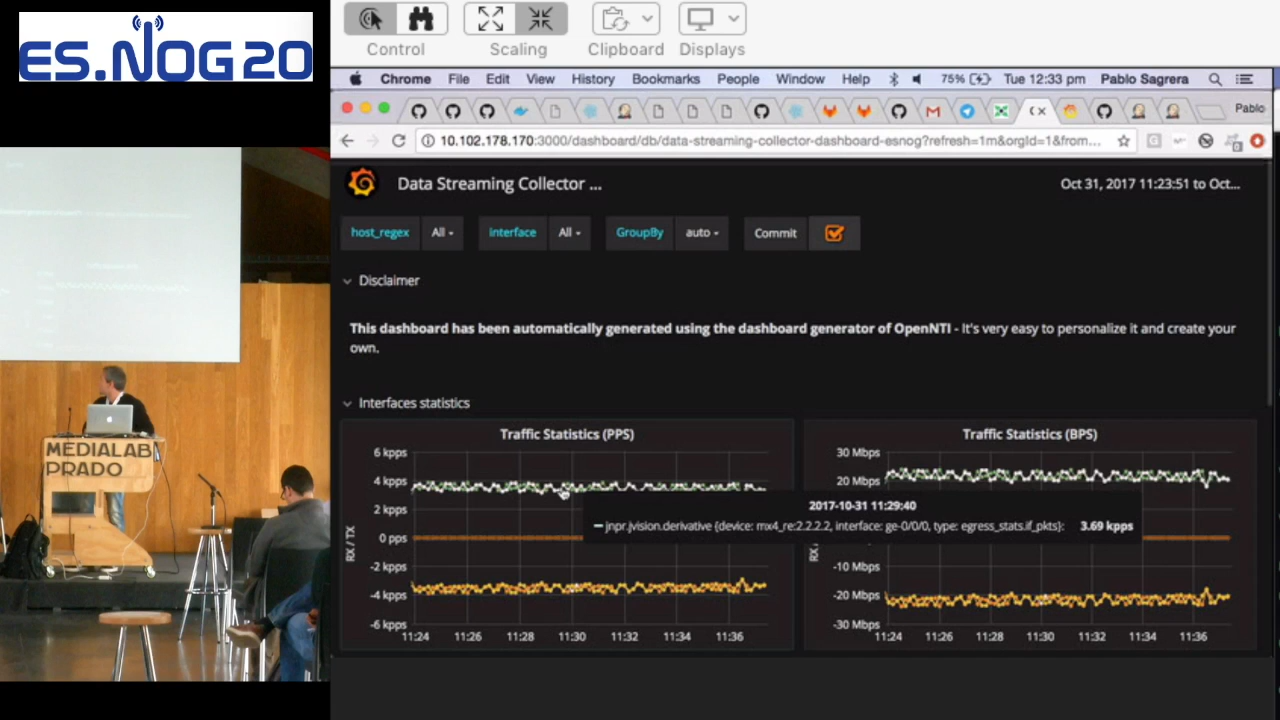 ES.NOG20
MEDIALAB
PRADO
Control
Scaling
Clipboard
Displays
Chrome File Edit View History Bookmarks People Window Help 75% Tue 12:33 pm Pablo Sagrera
Pablo
10.102.178.170:3000/dashboard/db/data-streaming-collector-dashboard-esnog?refresh=1m&orgId=1&from...
Data Streaming Collector ...
Oct 31, 2017 11:23:51 to Oct...
host_regex All interface All GroupBy auto Commit
Disclaimer
This dashboard has been automatically generated using the dashboard generator of OpenNTI - It's very easy to personalize it and create your
own.
Interfaces statistics
Traffic Statistics (PPS)
RX / TX
6 kpps
4 kpps
2 kpps
0 pps
-2 kpps
-4 kpps
-6 kpps
11:24 11:26 11:28 11:30 11:32 11:34 11:36
Traffic Statistics (BPS)
RX /
30 Mbps
20 Mbps
-10 Mbps
-20 Mbps
-30 Mbps
11:24 11:26 11:28 11:30 11:32 11:34 11:36
2017-10-31 11:29:40
jnpr.jvision.derivative {device: mx4_re:2.2.2.2, interface: ge-0/0/0, type: egress_stats.if_pkts}: 3.69 kpps